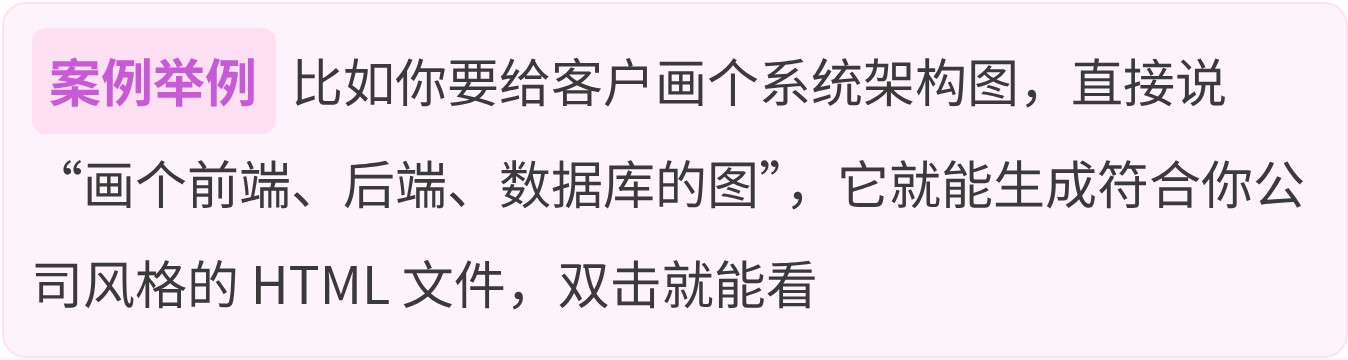 案例举例 比如你要给客户画个系统架构图，直接说
“画个前端、后端、数据库的图”，它就能生成符合你公
司风格的 HTML 文件，双击就能看